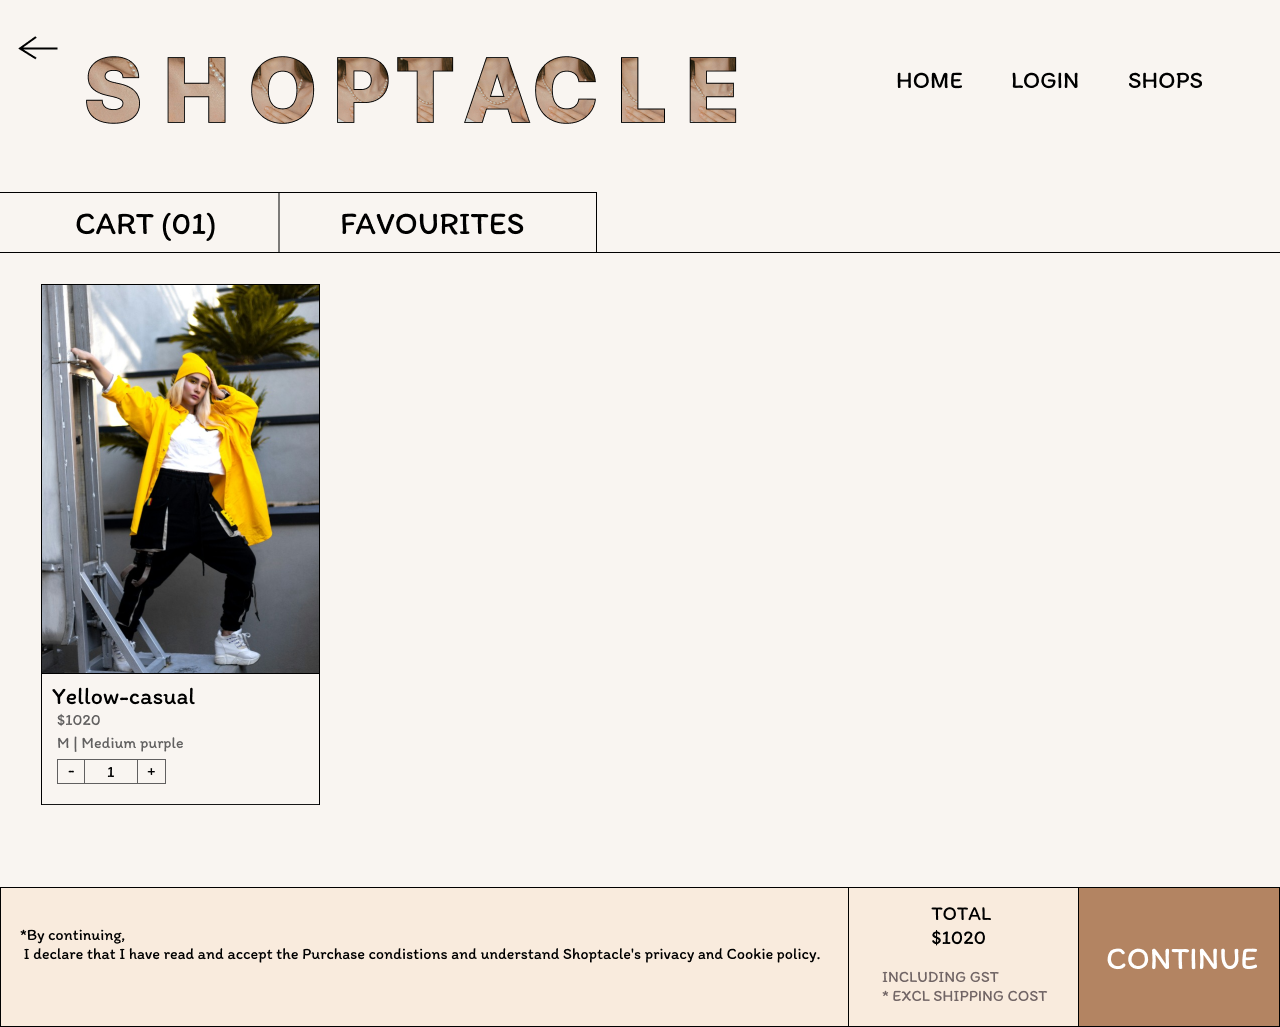 SHOPTACLE
HOME
LOGIN
SHOPS
CART (01)
FAVOURITES
Yellow-casual
$1020
M | Medium purple
- 1 +
*By continuing,
I declare that I have read and accept the Purchase condistions and understand Shoptacle's privacy and Cookie policy.
TOTAL
$1020
INCLUDING GST
* EXCL SHIPPING COST
CONTINUE